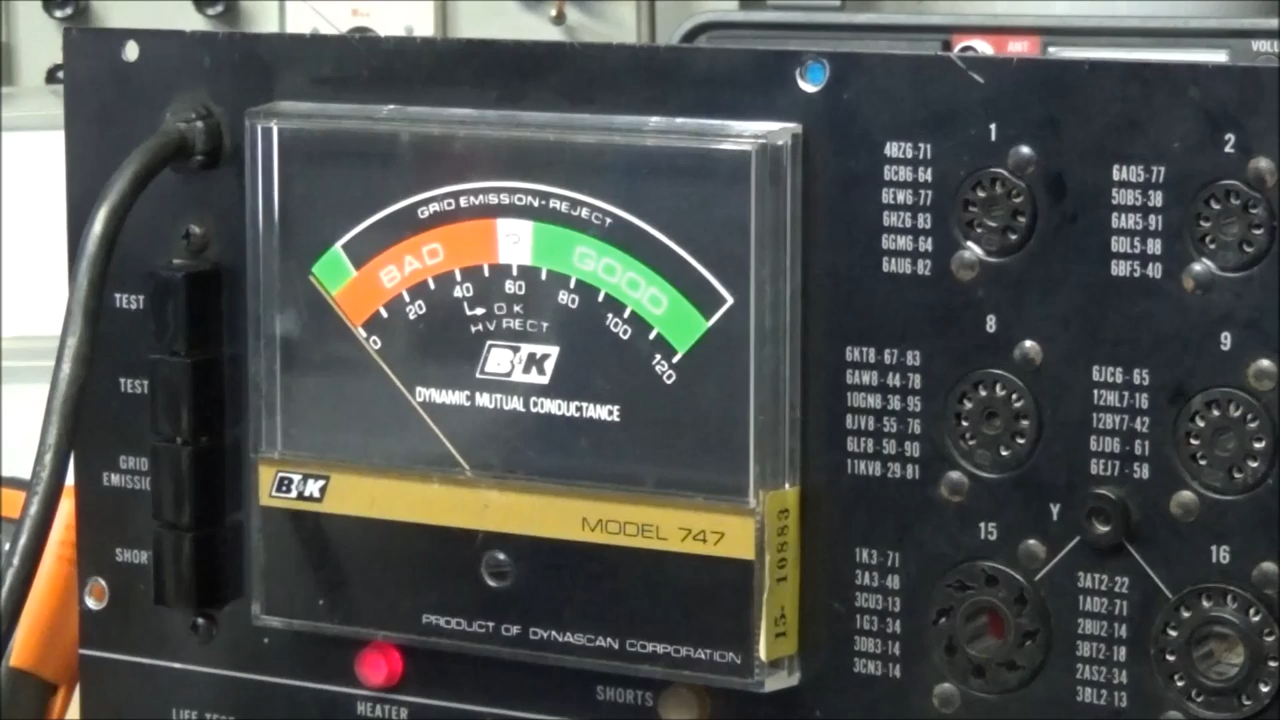 ANT
VOLU
TEST
TEST
GRID
EMISSIO
SHORT
GRID EMISSION-REJECT
BAD
?
GOOD
0
20
40
60
80
100
120
OK
HV RECT
B&K
DYNAMIC MUTUAL CONDUCTANCE
B&K
MODEL 747
15- 10883
PRODUCT OF DYNASCAN CORPORATION
SHORTS
HEATER
LIFE TEST
1
4BZ6-71
6CB6-64
6EW6-77
6HZ6-83
6GM6-64
6AU6-82
2
6AQ5-77
50B5-38
6AR5-91
6DL5-88
6BF5-40
8
6KT8-67-83
6AW8-44-78
10GN8-36-95
8JV8-55-76
6LF8-50-90
11KV8-29-81
9
6JC6-65
12HL7-16
12BY7-42
6JD6-61
6EJ7-58
Y
15
1K3-71
3A3-48
3CU3-13
1G3-34
3DB3-14
3CN3-14
16
3AT2-22
1AD2-71
2BU2-14
3BT2-18
2AS2-34
3BL2-13